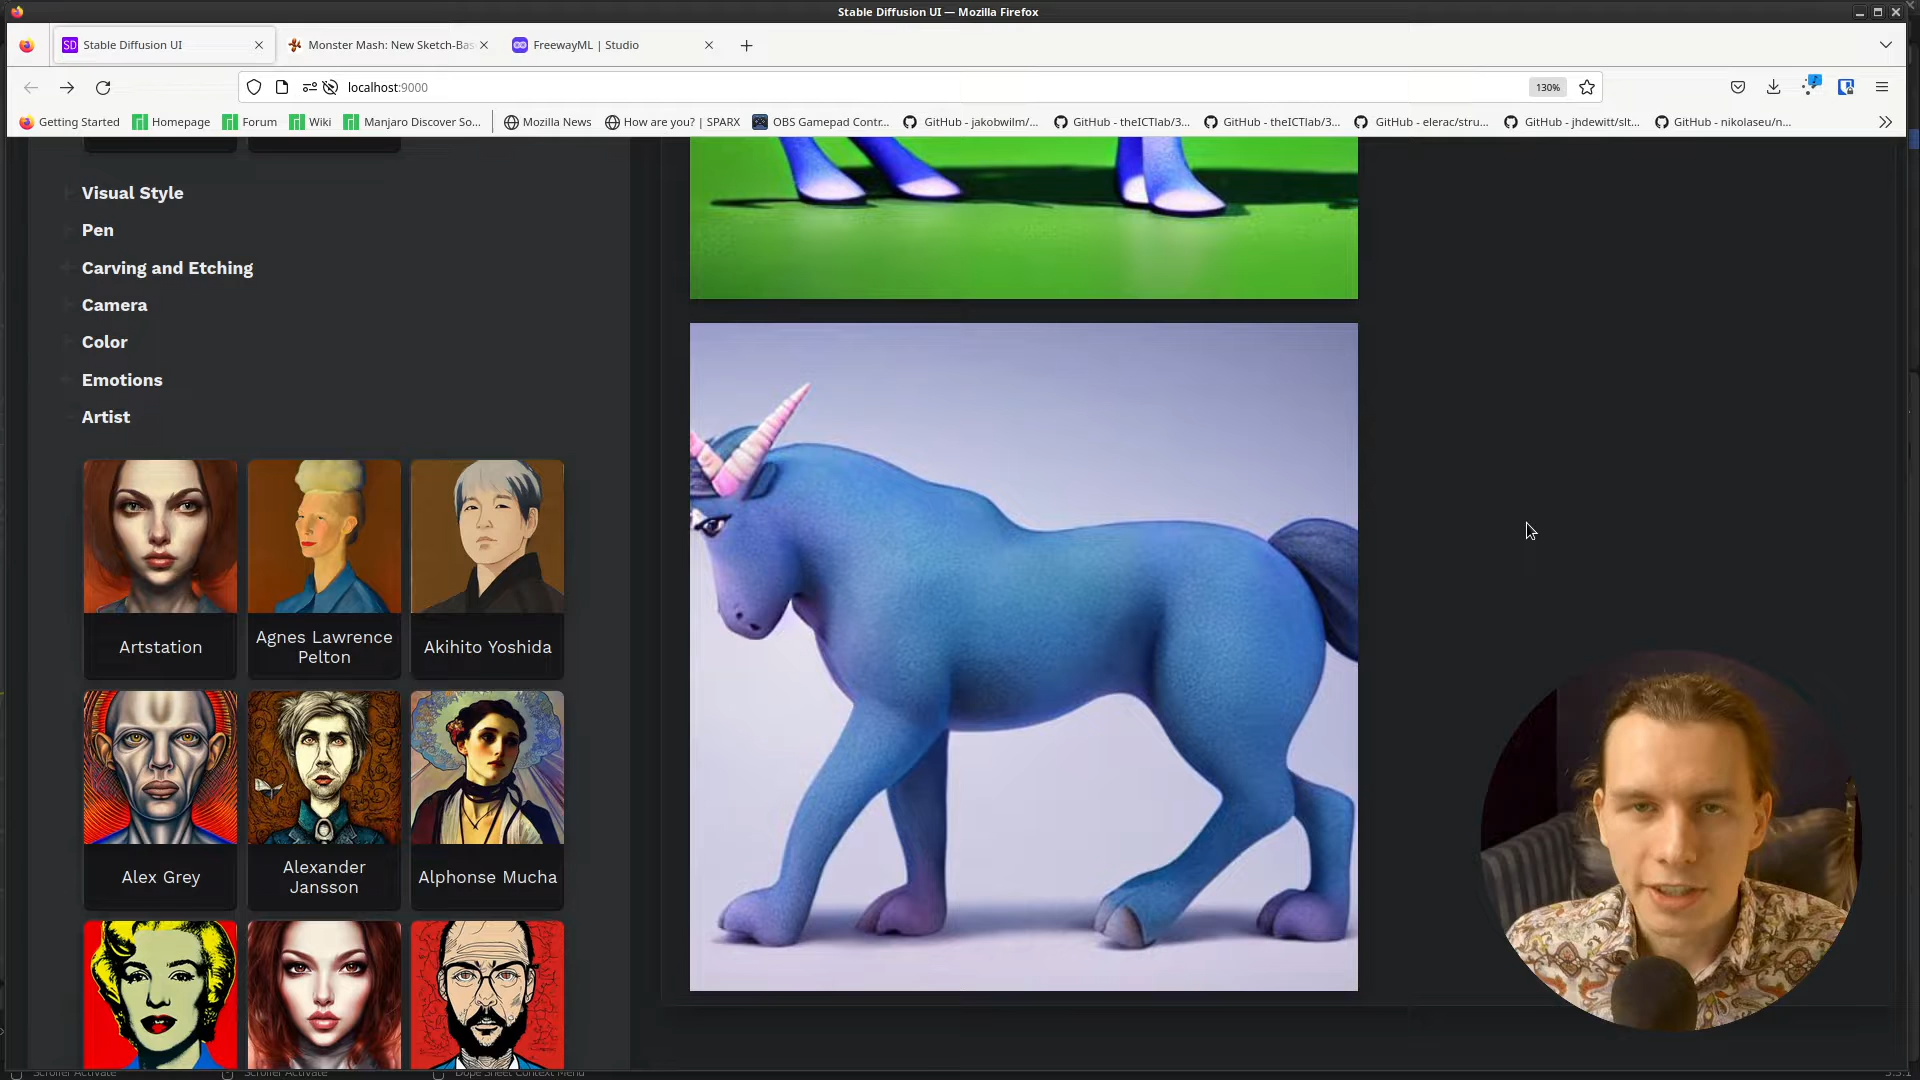 Stable Diffusion UI — Mozilla Firefox
SD Stable Diffusion UI
Monster Mash: New Sketch-Bas
FreewayML | Studio
localhost:9000
130%
Getting Started
Homepage
Forum
Wiki
Manjaro Discover So...
Mozilla News
How are you? | SPARX
OBS Gamepad Contr...
GitHub - jakobwilm/...
GitHub - theICTlab/3...
GitHub - theICTlab/3...
GitHub - elerac/stru...
GitHub - jhdewitt/slt...
GitHub - nikolaseu/n...
Visual Style
Pen
Carving and Etching
Camera
Color
Emotions
Artist
Artstation
Agnes Lawrence
Pelton
Akihito Yoshida
Alex Grey
Alexander
Jansson
Alphonse Mucha